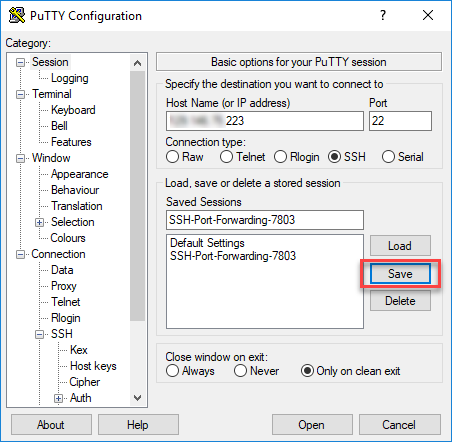 PuTTY Configuration
?
Category:
Session
Logging
Terminal
Keyboard
Bell
Features
Window
Appearance
Behaviour
Translation
Selection
Colours
Connection
Data
Proxy
Telnet
Rlogin
SSH
Kex
Host keys
Cipher
Auth
Basic options for your PuTTY session
Specify the destination you want to connect to
Host Name (or IP address) Port
223 22
Connection type:
Raw Telnet Rlogin SSH Serial
Load, save or delete a stored session
Saved Sessions
SSH-Port-Forwarding-7803
Default Settings
SSH-Port-Forwarding-7803
Load
Save
Delete
Close window on exit:
Always Never Only on clean exit
About Help Open Cancel